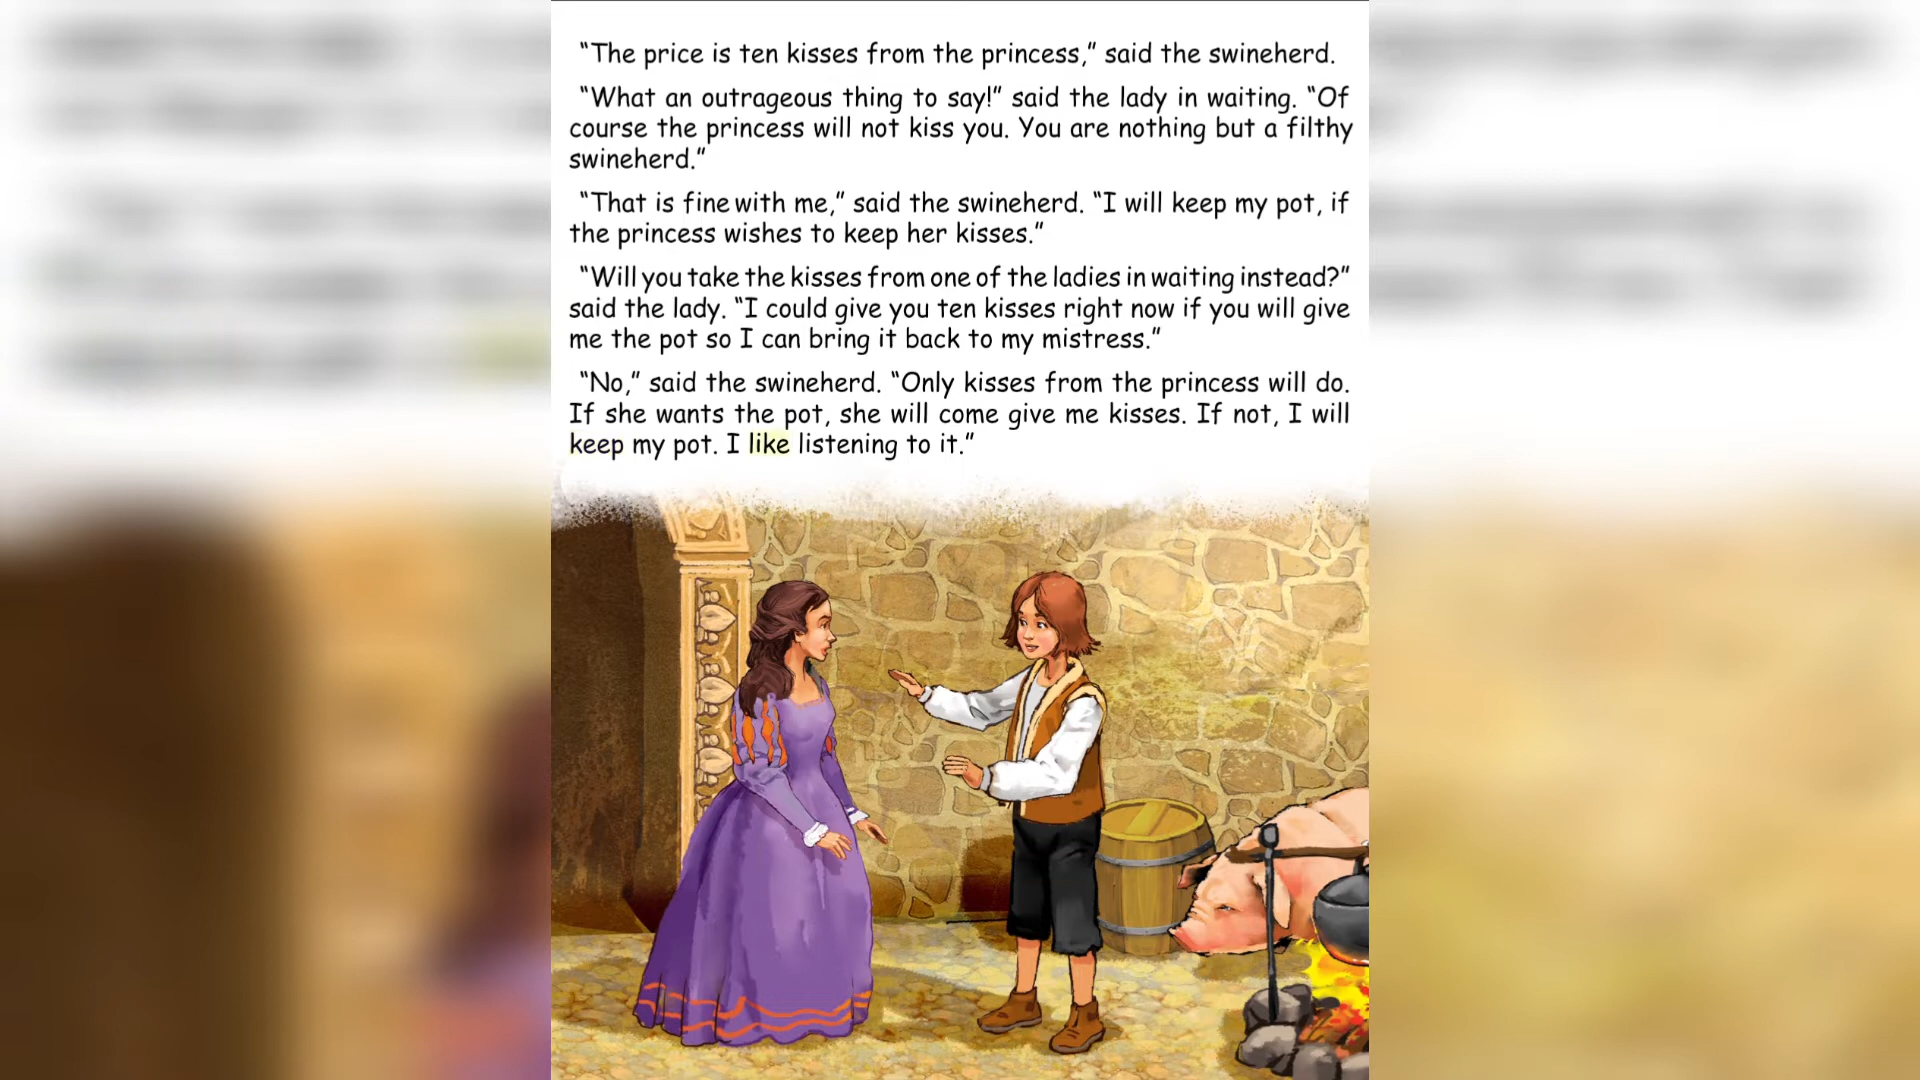 “The price is ten kisses from the princess,” said the swineherd.
“What an outrageous thing to say!” said the lady in waiting. “Of
course the princess will not kiss you. You are nothing but a filthy
swineherd.”
“That is fine with me,” said the swineherd. “I will keep my pot, if
the princess wishes to keep her kisses.”
“Will you take the kisses from one of the ladies in waiting instead?”
said the lady. “I could give you ten kisses right now if you will give
me the pot so I can bring it back to my mistress.”
“No,” said the swineherd. “Only kisses from the princess will do.
If she wants the pot, she will come give me kisses. If not, I will
keep my pot. I like listening to it.”